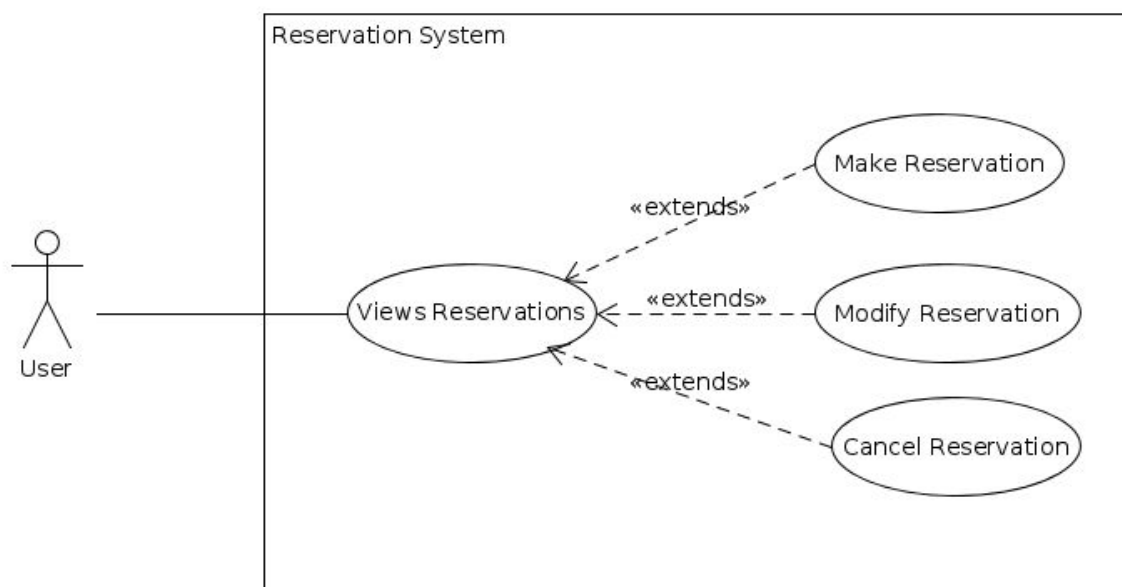 Reservation System
Make Reservation
«extends»
«extends»
Views Reservations
Modify Reservation
User
«extends»
Cancel Reservation